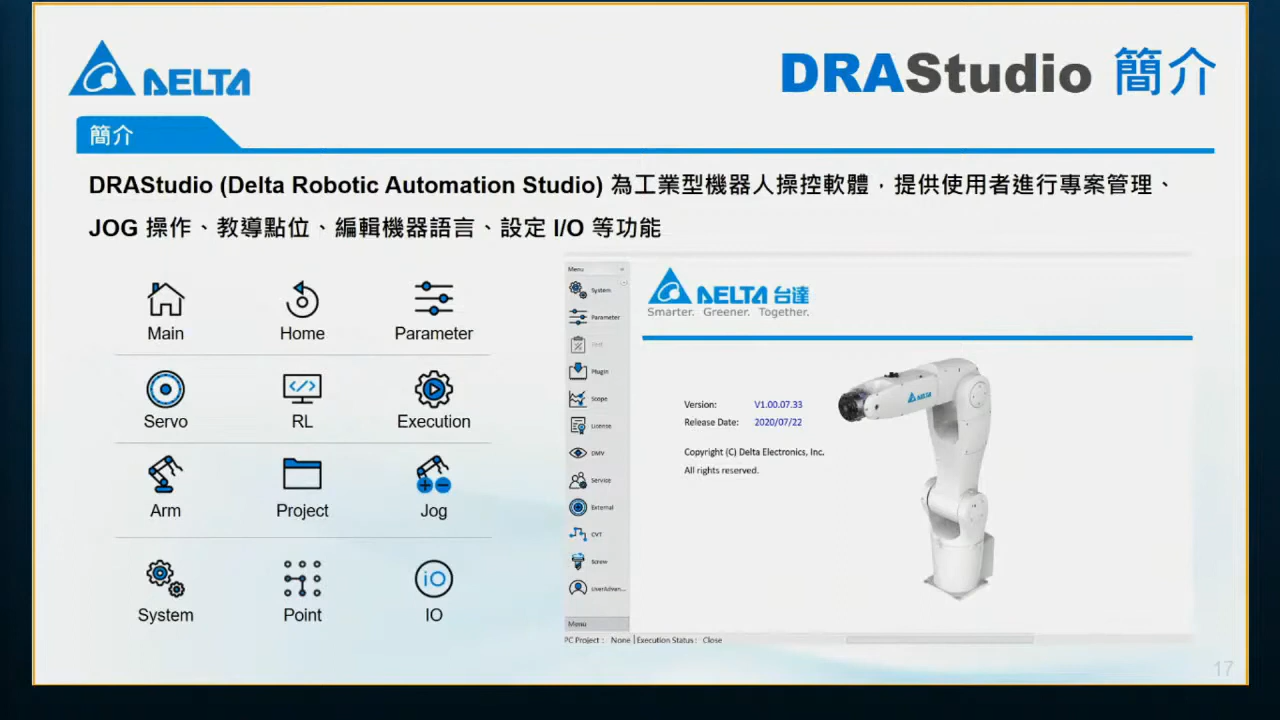 DELTA
DRAStudio 簡介
簡介
DRAStudio (Delta Robotic Automation Studio) 為工業型機器人操控軟體，提供使用者進行專案管理、
JOG 操作、教導點位、編輯機器語言、設定 I/O 等功能
Main
Home
Parameter
Servo
RL
Execution
Arm
Project
Jog
System
Point
IO
Menu
System
Parameter
Plugin
Scope
License
DMV
Service
External
CVT
Screw
UserAdvan...
Menu
DELTA 台達
Smarter. Greener. Together.
Version: V1.00.07.33
Release Date: 2020/07/22
Copyright (C) Delta Electronics, Inc.
All rights reserved.
DELTA
PC Project : None Execution Status : Close
17